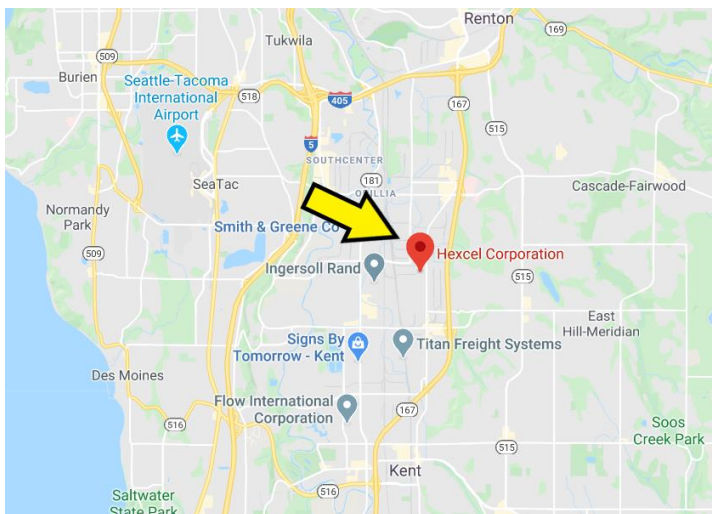 Renton
169
Tukwila
509
Burien
Seattle-Tacoma
International
Airport
518
405
167
5
515
SOUTHCENTER
181
SeaTac
Cascade-Fairwood
Normandy
Park
Smith & Greene Co
509
Hexcel Corporation
Ingersoll Rand
515
East
Hill-Meridian
Signs By
Tomorrow - Kent
Titan Freight Systems
Des Moines
Flow International
Corporation
167
516
Soos
Creek Park
515
Kent
516
Saltwater
State Park